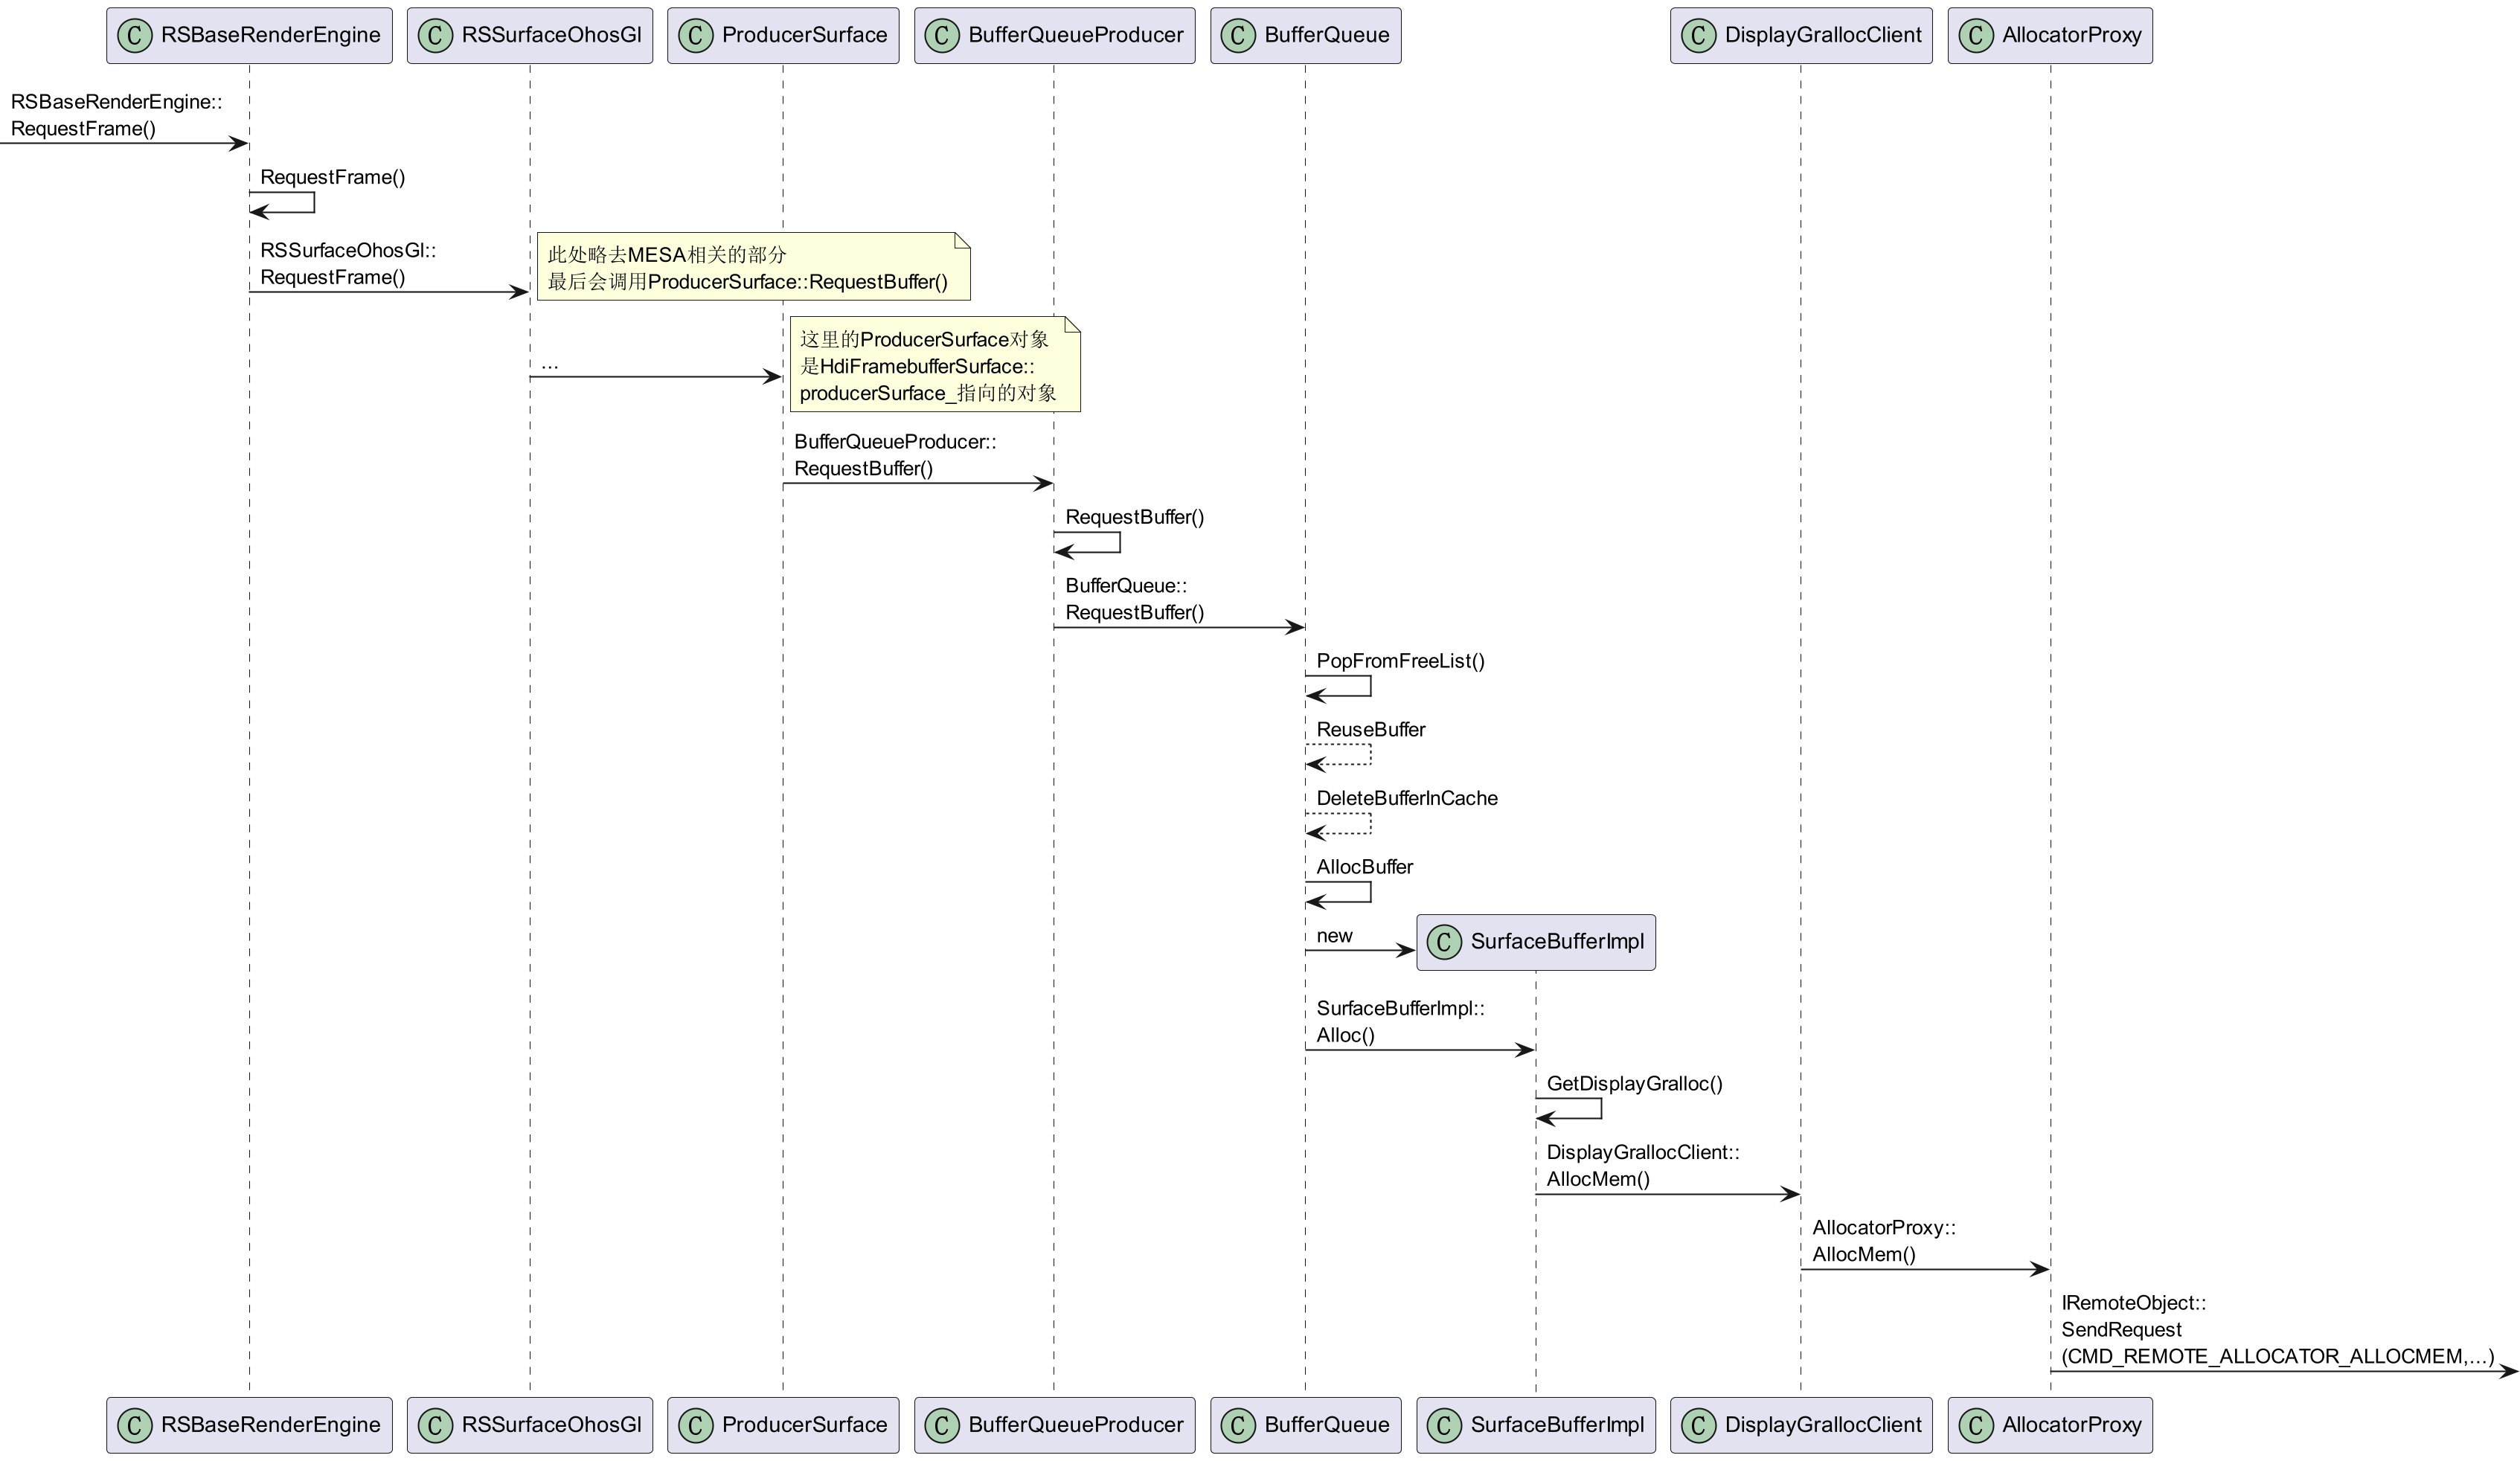 RSBaseRenderEngine
RSSurfaceOhosGl
ProducerSurface
BufferQueueProducer
BufferQueue
DisplayGrallocClient
AllocatorProxy
RSBaseRenderEngine::
RequestFrame()
RequestFrame()
RSSurfaceOhosGl::
RequestFrame()
此处略去MESA相关的部分
最后会调用ProducerSurface::RequestBuffer()
...
这里的ProducerSurface对象
是HdiFramebufferSurface::
producerSurface_指向的对象
BufferQueueProducer::
RequestBuffer()
RequestBuffer()
BufferQueue::
RequestBuffer()
PopFromFreeList()
ReuseBuffer
DeleteBufferInCache
AllocBuffer
new
SurfaceBufferImpl
SurfaceBufferImpl::
Alloc()
GetDisplayGralloc()
DisplayGrallocClient::
AllocMem()
AllocatorProxy::
AllocMem()
IRemoteObject::
SendRequest
(CMD_REMOTE_ALLOCATOR_ALLOCMEM,...)
RSBaseRenderEngine
RSSurfaceOhosGl
ProducerSurface
BufferQueueProducer
BufferQueue
SurfaceBufferImpl
DisplayGrallocClient
AllocatorProxy